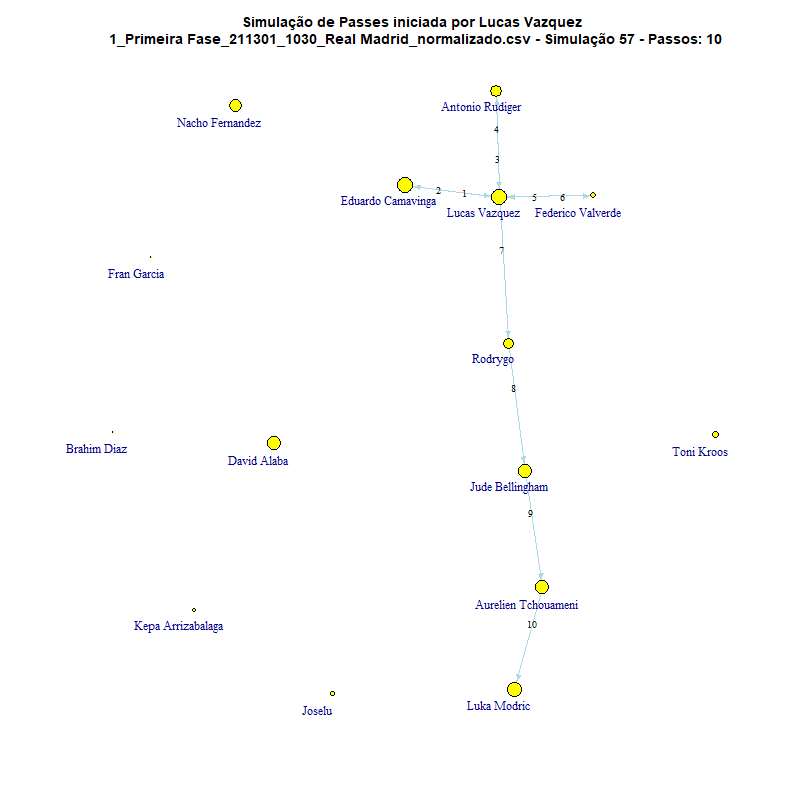 Simulação de Passes iniciada por Lucas Vazquez
1_Primeira Fase_211301_1030_Real Madrid_normalizado.csv - Simulação 57 - Passos: 10
Antonio Rudiger
Nacho Fernandez
4
3
2
1
5
6
Eduardo Camavinga
Lucas Vazquez
Federico Valverde
7
Fran Garcia
Rodrygo
8
Brahim Diaz
David Alaba
Toni Kroos
Jude Bellingham
9
Aurelien Tchouameni
10
Kepa Arrizabalaga
Luka Modric
Joselu